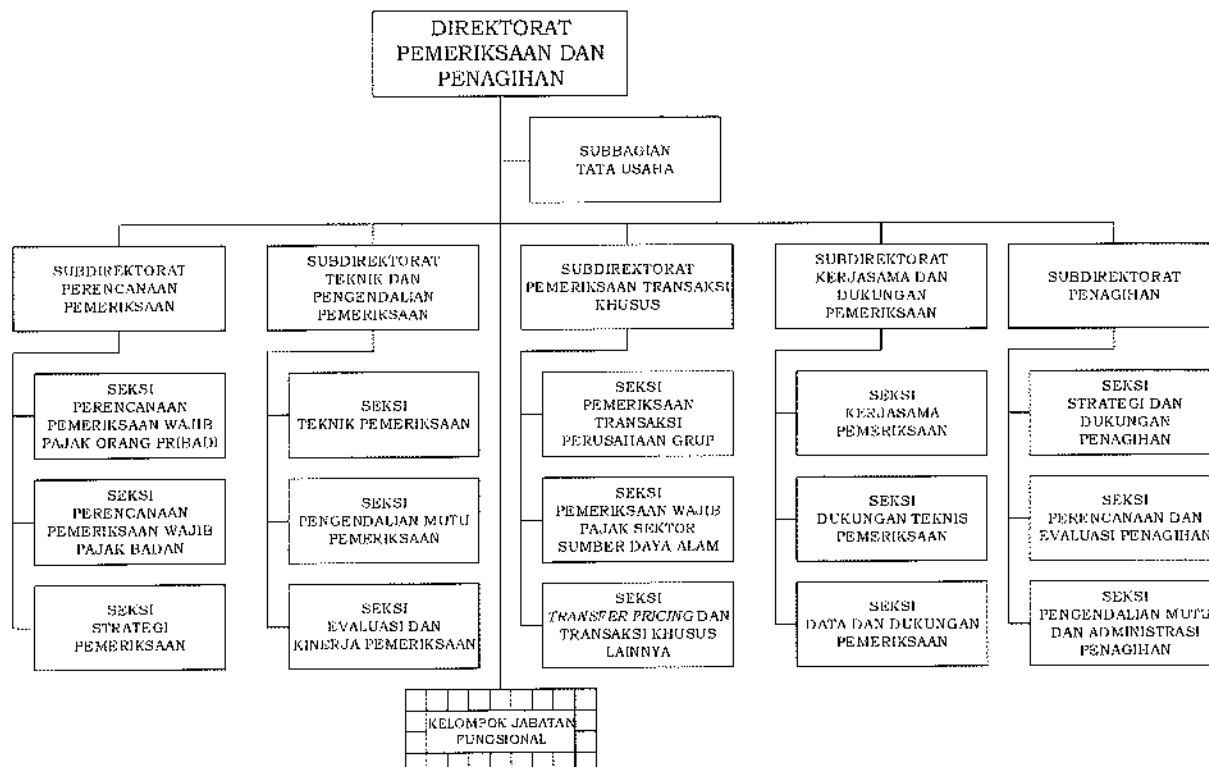 DIREKTORAT
PEMERIKSAAN DAN
PENAGIHAN
SUBBAGIAN
TATA USAHA
SUBDIREKTORAT
PERENCANAAN
PEMERIKSAAN
SUBDIREKTORAT
TEKNIK DAN
PENGENDALIAN
PEMERIKSAAN
SUBDIREKTORAT
PEMERIKSAAN TRANSAKSI
KHUSUS
SUBDIREKTORAT
KERJASAMA DAN
DUKUNGAN
PEMERIKSAAN
SUBDIREKTORAT
PENAGIHAN
SEKSI
PERENCANAAN
PEMERIKSAAN WAJIB
PAJAK ORANG PRIBADI
SEKSI
TEKNIK PEMERIKSAAN
SEKSI
PEMERIKSAAN
TRANSAKSI
PERUSAHAAN GRUP
SEKSI
KERJASAMA
PEMERIKSAAN
SEKSI
STRATEGI DAN
DUKUNGAN
PENAGIHAN
SEKSI
PERENCANAAN
PEMERIKSAAN WAJIB
PAJAK BADAN
SEKSI
PENGENDALIAN MUTU
PEMERIKSAAN
SEKSI
PEMERIKSAAN WAJIB
PAJAK SEKTOR
SUMBER DAYA ALAM
SEKSI
DUKUNGAN TEKNIS
PEMERIKSAAN
SEKSI
PERENCANAAN DAN
EVALUASI PENAGIHAN
SEKSI
STRATEGI
PEMERIKSAAN
SEKSI
EVALUASI DAN
KINERJA PEMERIKSAAN
SEKSI
TRANSFER PRICING DAN
TRANSAKSI KHUSUS
LAINNYA
SEKSI
DATA DAN DUKUNGAN
PEMERIKSAAN
SEKSI
PENGENDALIAN MUTU
DAN ADMINISTRASI
PENAGIHAN
KELOMPOK JABATAN
FUNGSIONAL